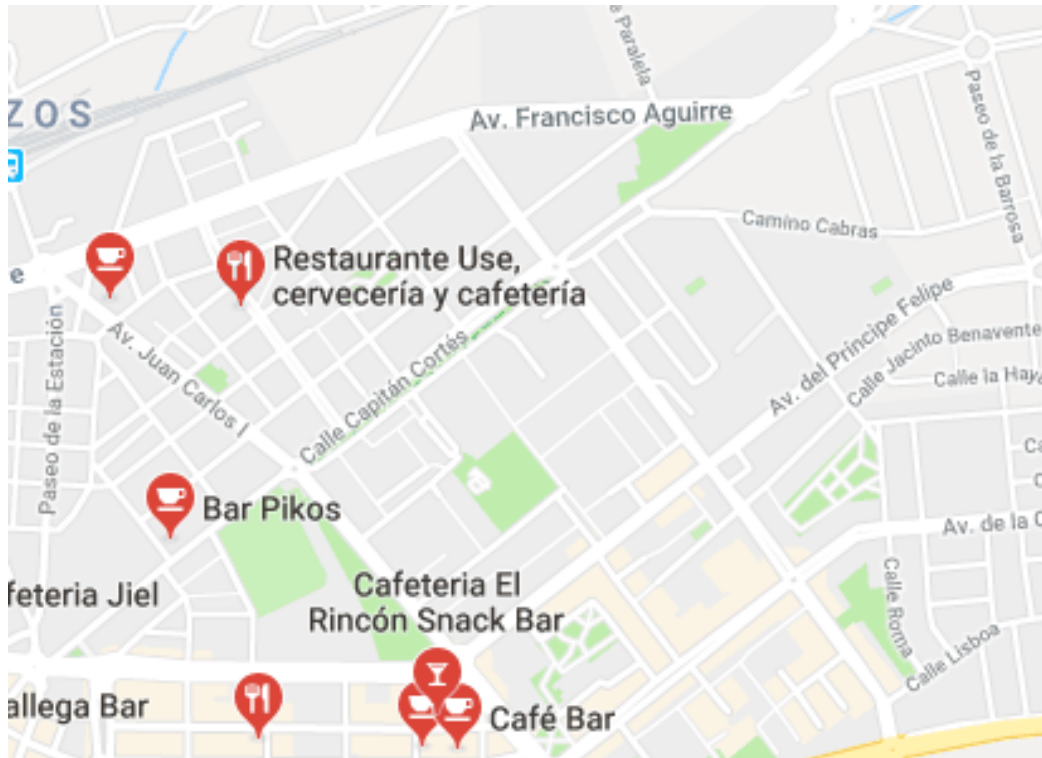 ZOS
Av. Francisco Aguirre
Paralela
Paseo de la Barrosa
Camino Cabras
Restaurante Use,
cervecería y cafetería
e
Av. Juan Carlos I
Paseo de la Estación
Calle Capitán Cortés
Av. del Príncipe Felipe
Calle Jacinto Benavente
Calle la Haya
Bar Pikos
Ca
C
Av. de la C
feteria Jiel
Cafeteria El
Rincón Snack Bar
Calle Roma
Calle Lisboa
allega Bar
Café Bar